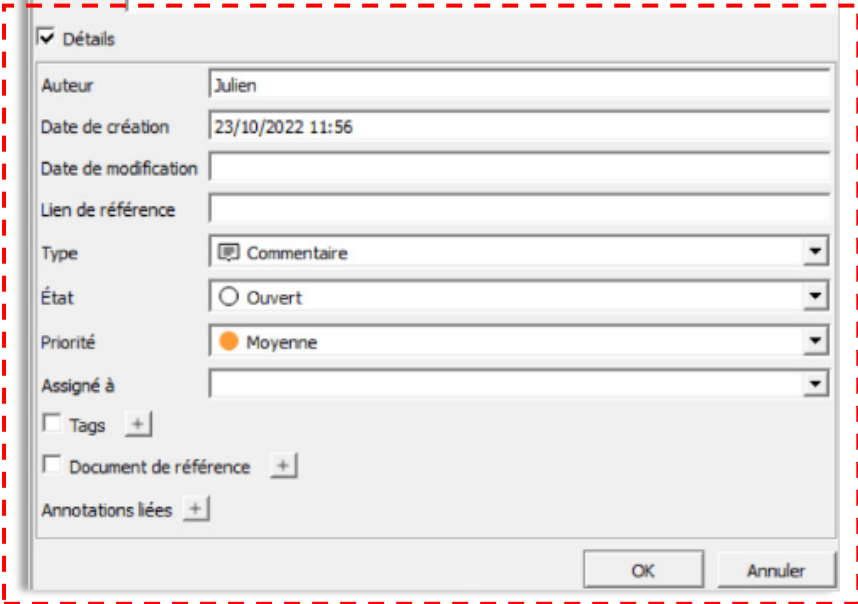 Détails
Auteur Julien
Date de création 23/10/2022 11:56
Date de modification
Lien de référence
Type Commentaire
État Ouvert
Priorité Moyenne
Assigné à
Tags +
Document de référence +
Annotations liées +
OK Annuler